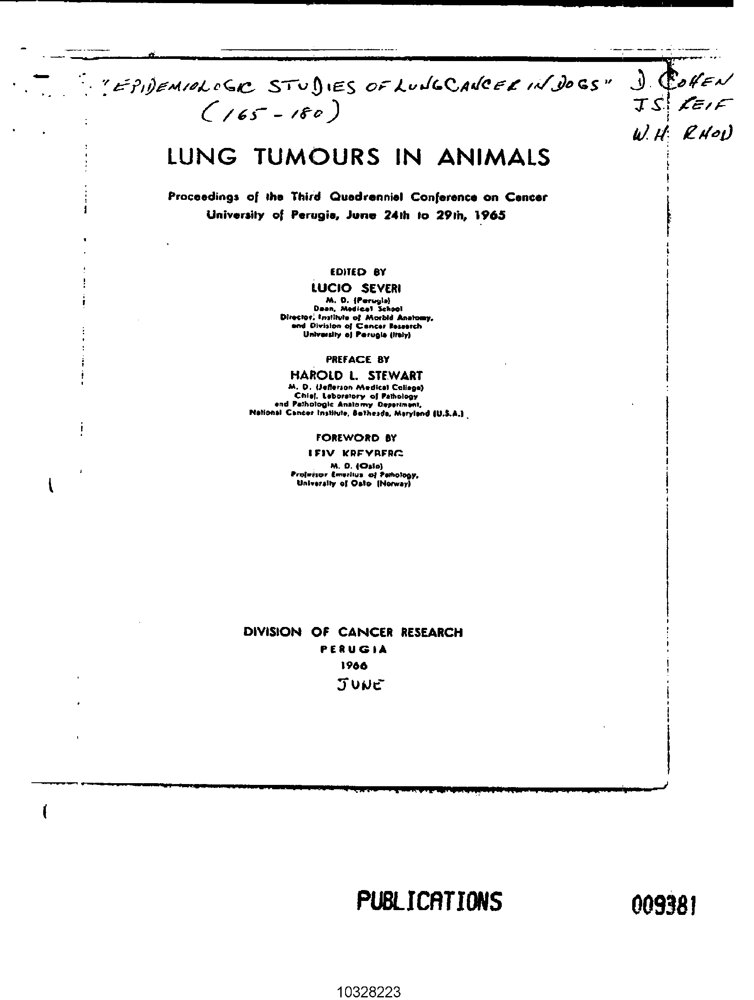 "EPIDEMIOLOGIC STUDIES OF LUNG CANCER IN DOGS" D. COHEN
(165-180) J S. REIF
W.H. RHOD
LUNG TUMOURS IN ANIMALS
Proceedings of the Third Quadrennial Conference on Cancer
University of Perugia, June 24th to 29th, 1965
EDITED BY
LUCIO SEVERI
M. D. (Perugia)
Dean, Medical School
Director, Institute of Morbid Anatomy,
and Division of Cancer Research
University of Perugia (Italy)
PREFACE BY
HAROLD L. STEWART
M. D. (Jefferson Medical College)
Chief, Laboratory of Pathology
and Pathologic Anatomy Department,
National Cancer Institute, Bethesda, Maryland (U.S.A.)
FOREWORD BY
LEIV KREYBERG
M. D. (Oslo)
Professor Emeritus of Pathology,
University of Oslo (Norway)
DIVISION OF CANCER RESEARCH
PERUGIA
1966
JUNE
PUBLICATIONS 009381
10328223